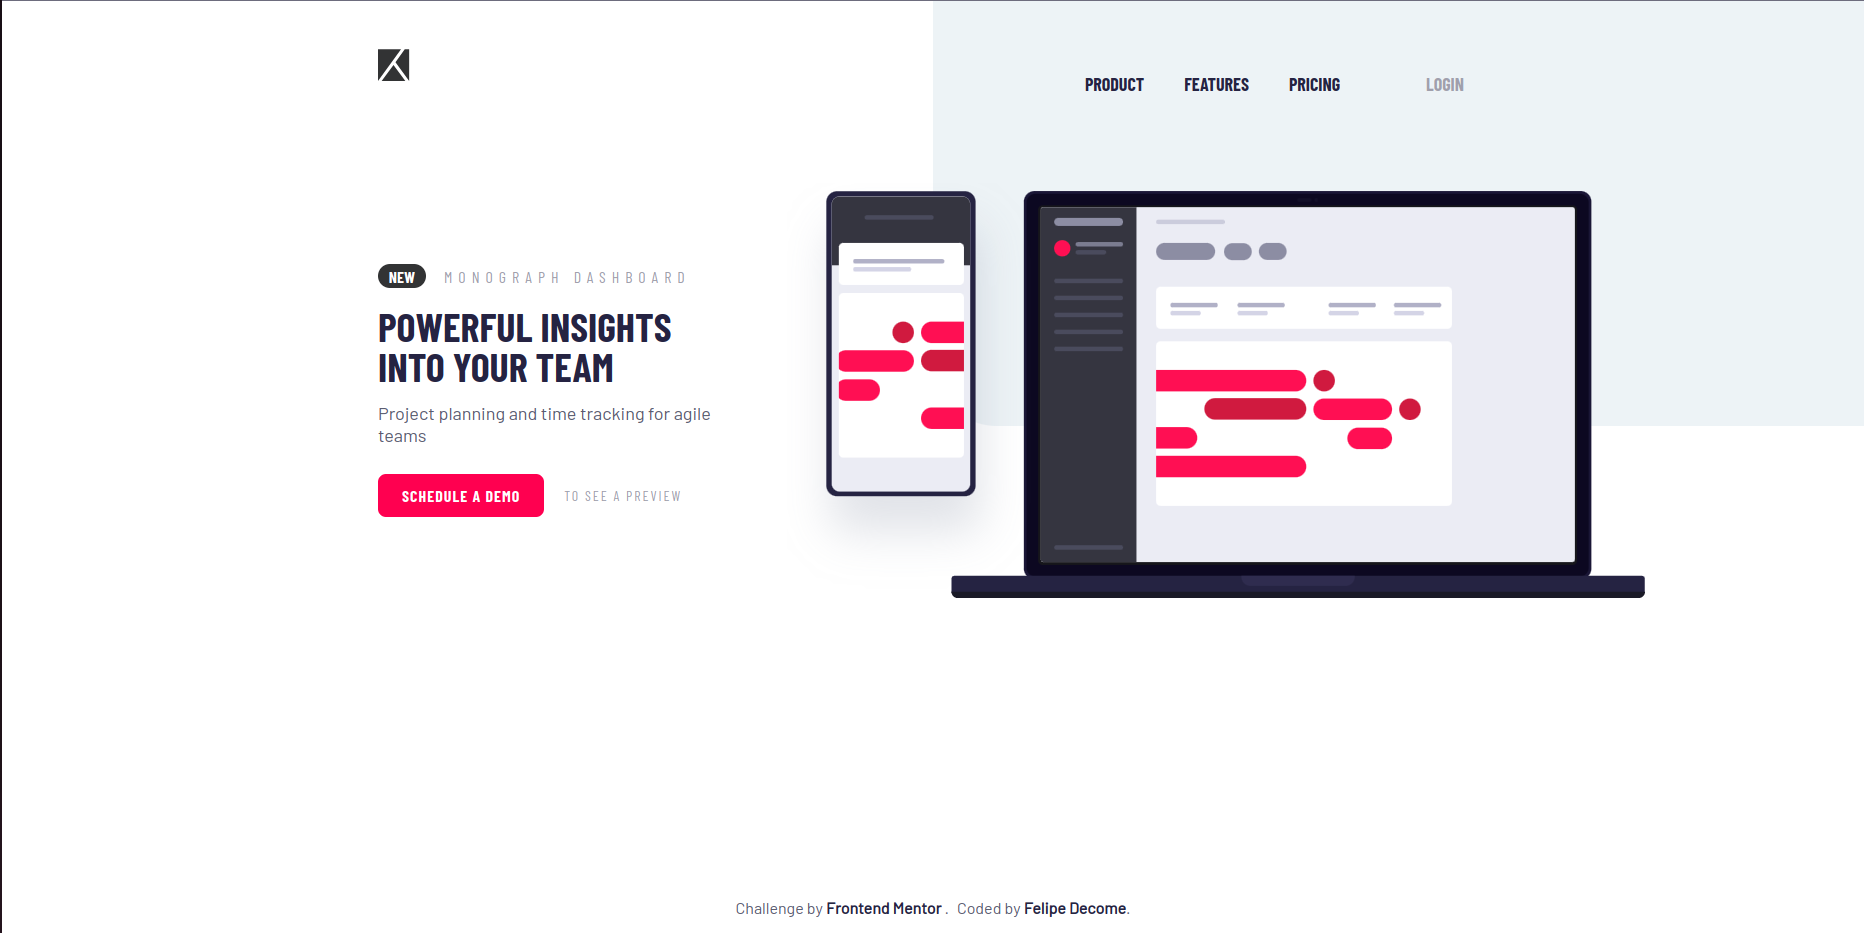 PRODUCT FEATURES PRICING LOGIN
NEW MONOGRAPH DASHBOARD
POWERFUL INSIGHTS
INTO YOUR TEAM
Project planning and time tracking for agile
teams
SCHEDULE A DEMO TO SEE A PREVIEW
Challenge by Frontend Mentor . Coded by Felipe Decome.